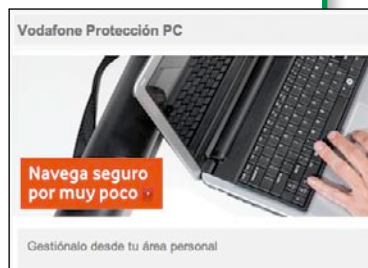 Vodafone Protección PC
Navega seguro
por muy poco
Gestiónalo desde tu área personal